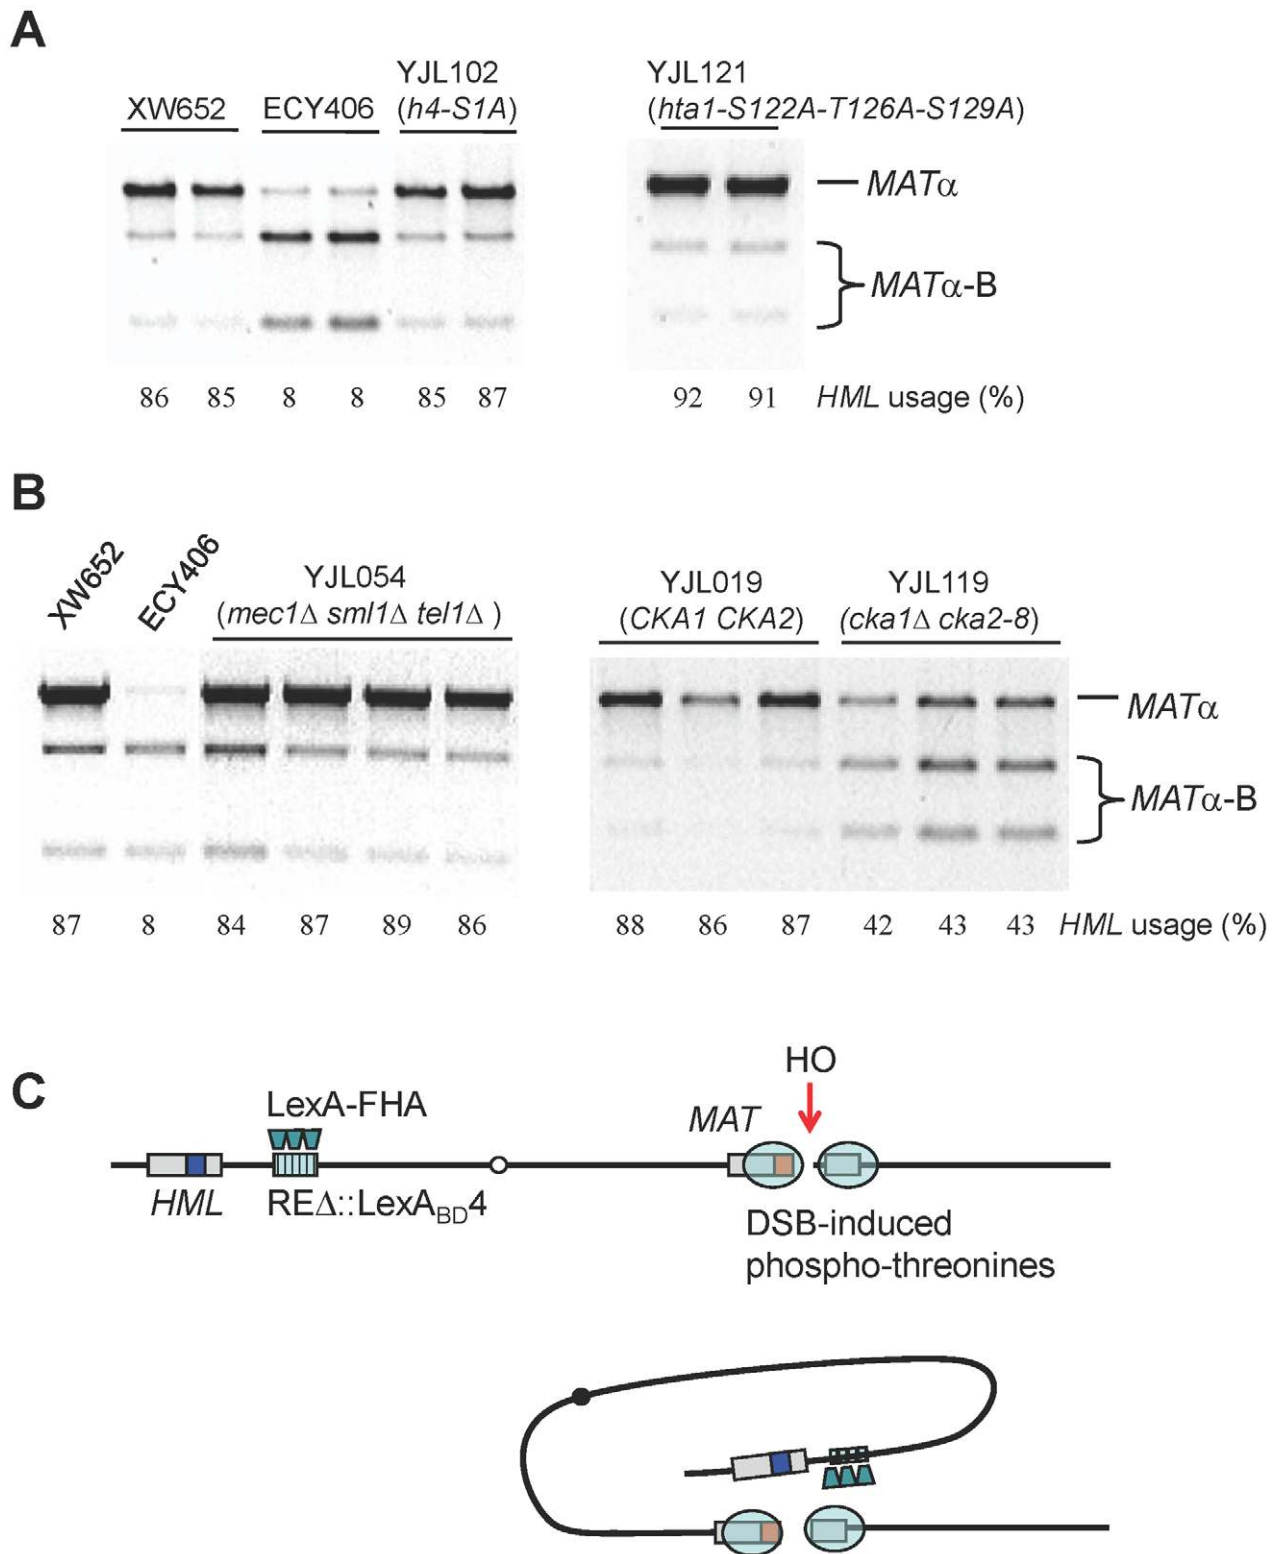 A
XW652 ECY406 YJL102 (h4-S1A) YJL121 (hta1-S122A-T126A-S129A)
MATα
MATα-B
86 85 8 8 85 87 92 91 HML usage (%)
B
XW652 ECY406 YJL054 (mec1Δ sml1Δ tel1Δ ) YJL019 (CKA1 CKA2) YJL119 (cka1Δ cka2-8)
MATα
MATα-B
87 8 84 87 89 86 88 86 87 42 43 43 HML usage (%)
C
HO
LexA-FHA
MAT
HML REΔ::LexABD4
DSB-induced
phospho-threonines